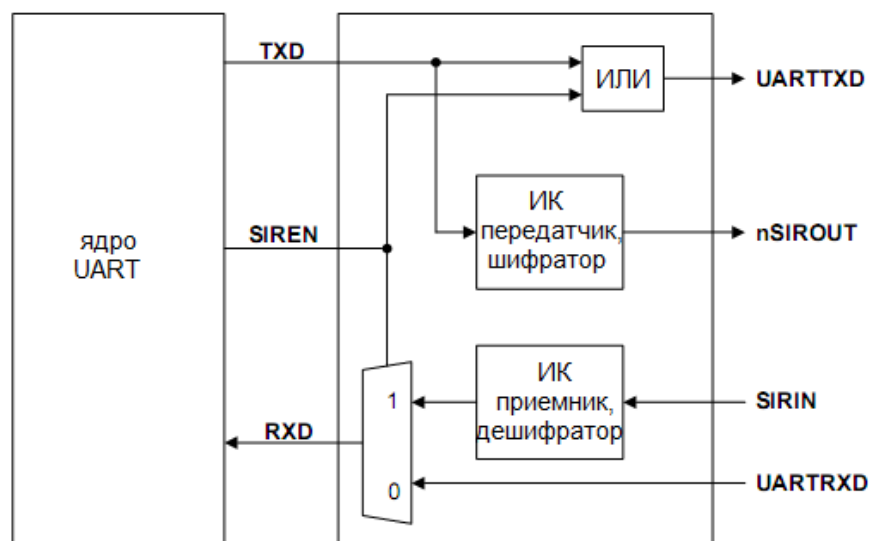 TXD
ИЛИ
UARTTXD
ИК
передатчик,
шифратор
nSIROUT
SIREN
ядро
UART
ИК
приемник,
дешифратор
SIRIN
1
RXD
0
UARTRXD